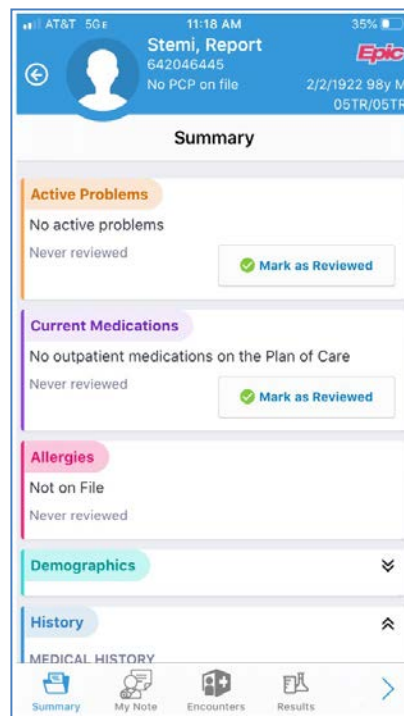 AT&T 5GE 11:18 AM 35%
Stemi, Report
Epic
642046445
No PCP on file 2/2/1922 98y M
05TR/05TR
Summary
Active Problems
No active problems
Never reviewed
Mark as Reviewed
Current Medications
No outpatient medications on the Plan of Care
Never reviewed
Mark as Reviewed
Allergies
Not on File
Never reviewed
Demographics
History
MEDICAL HISTORY
Summary My Note Encounters Results